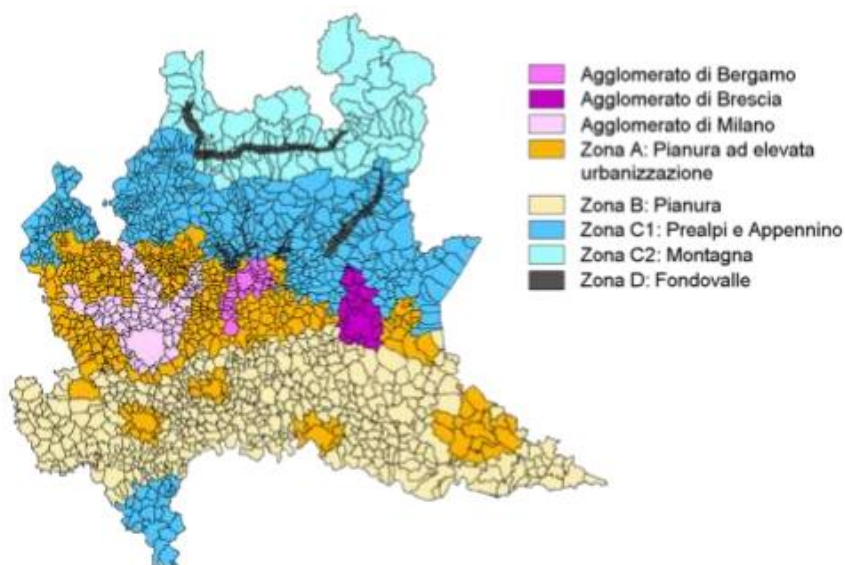 Agglomerato di Bergamo
Agglomerato di Brescia
Agglomerato di Milano
Zona A: Pianura ad elevata
urbanizzazione
Zona B: Pianura
Zona C1: Prealpi e Appennino
Zona C2: Montagna
Zona D: Fondovalle